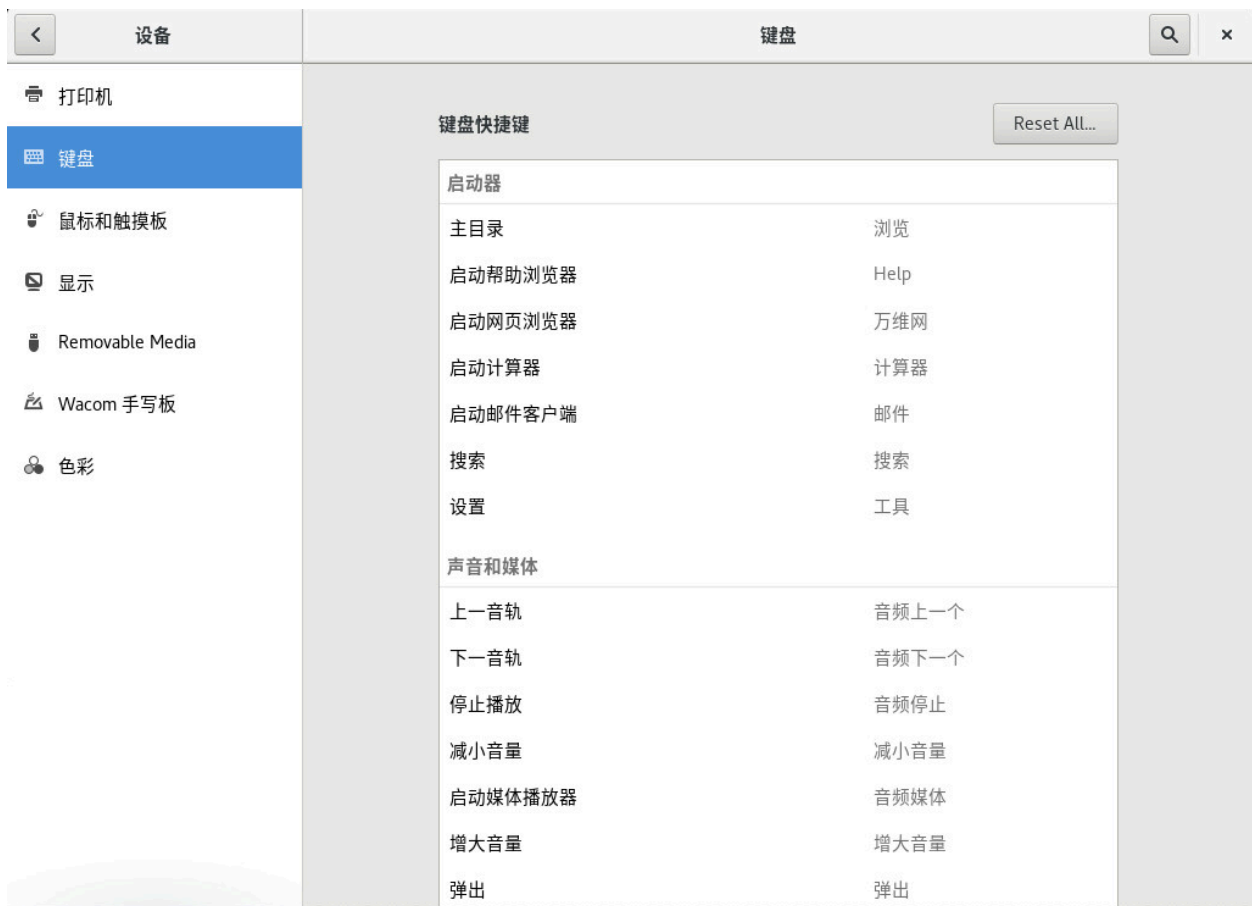 设备
键盘
打印机
键盘
鼠标和触摸板
显示
Removable Media
Wacom 手写板
色彩
键盘快捷键
Reset All...
启动器
主目录 浏览
启动帮助浏览器 Help
启动网页浏览器 万维网
启动计算器 计算器
启动邮件客户端 邮件
搜索 搜索
设置 工具
声音和媒体
上一音轨 音频上一个
下一音轨 音频下一个
停止播放 音频停止
减小音量 减小音量
启动媒体播放器 音频媒体
增大音量 增大音量
弹出 弹出